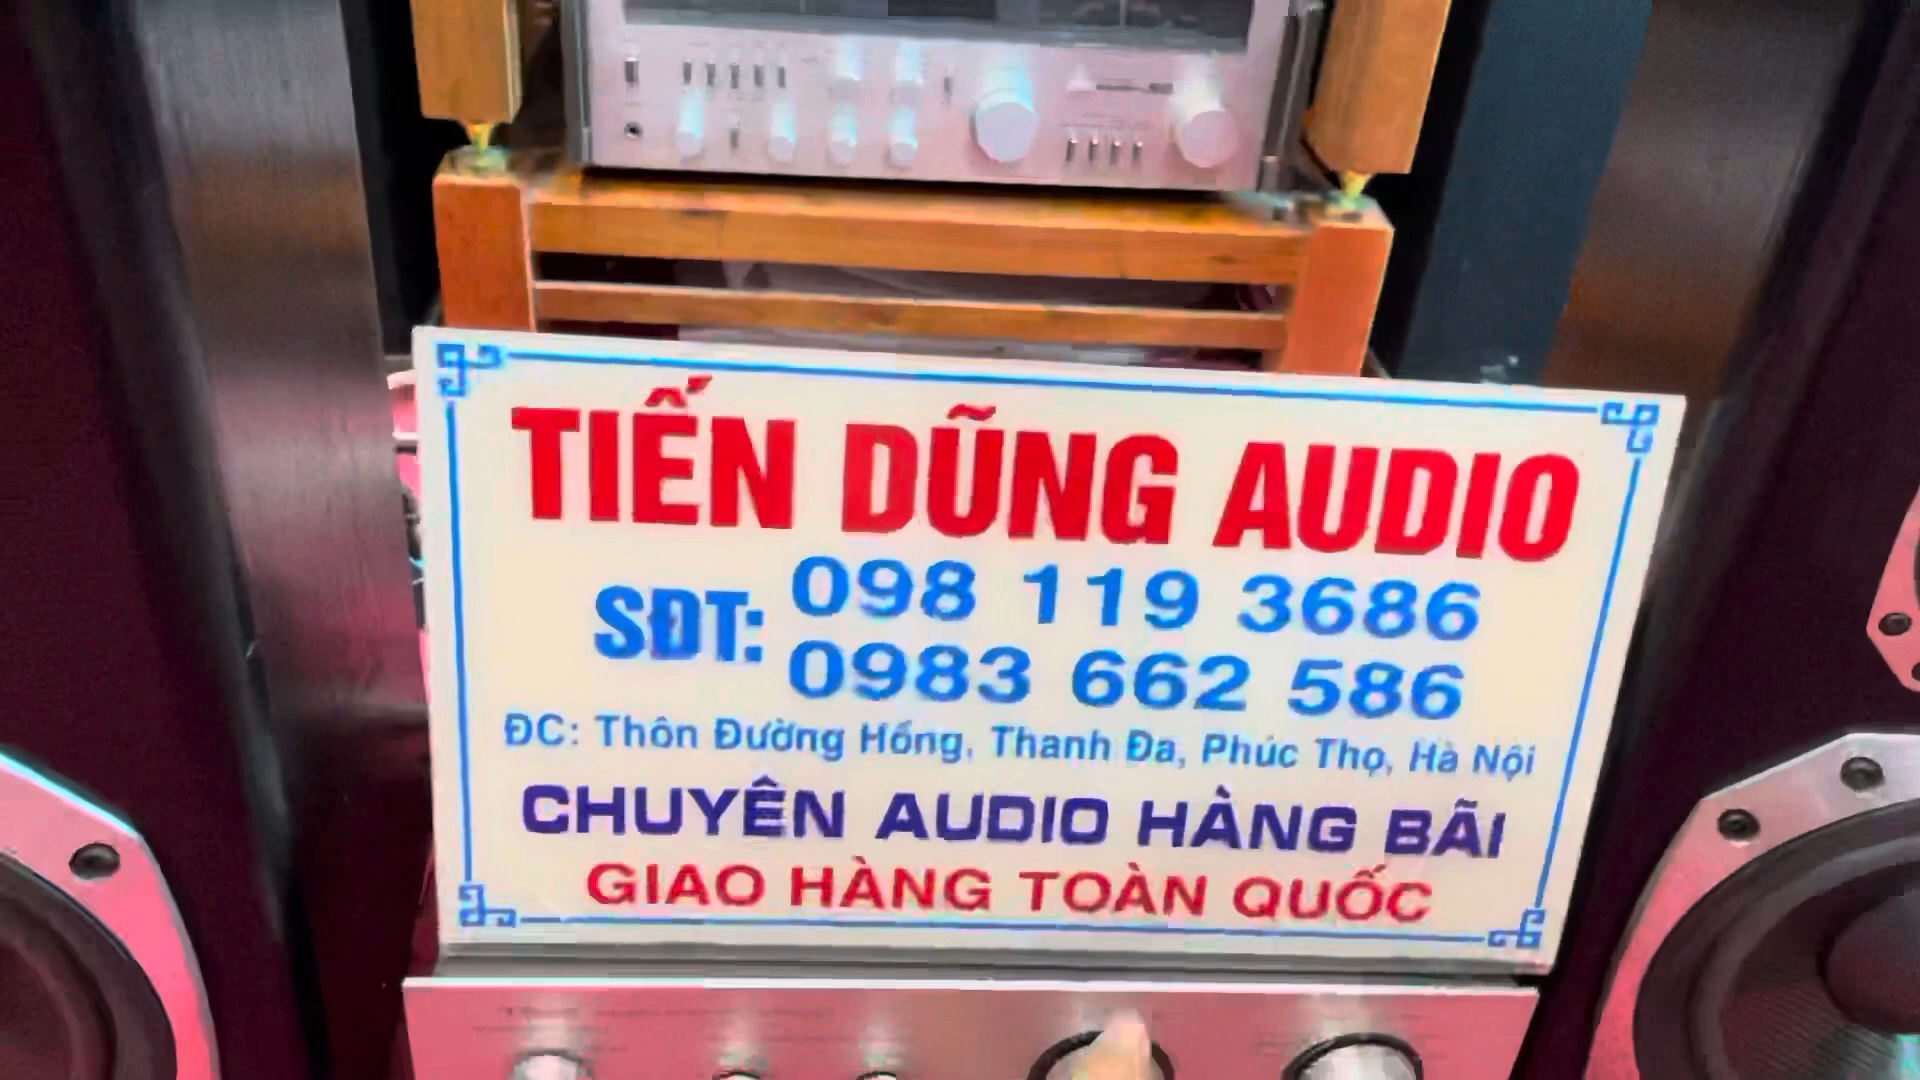 TIẾN DŨNG AUDIO
SĐT: 098 119 3686
0983 662 586
ĐC: Thôn Đường Hồng, Thanh Đa, Phúc Thọ, Hà Nội
CHUYÊN AUDIO HÀNG BÃI
GIAO HÀNG TOÀN QUỐC